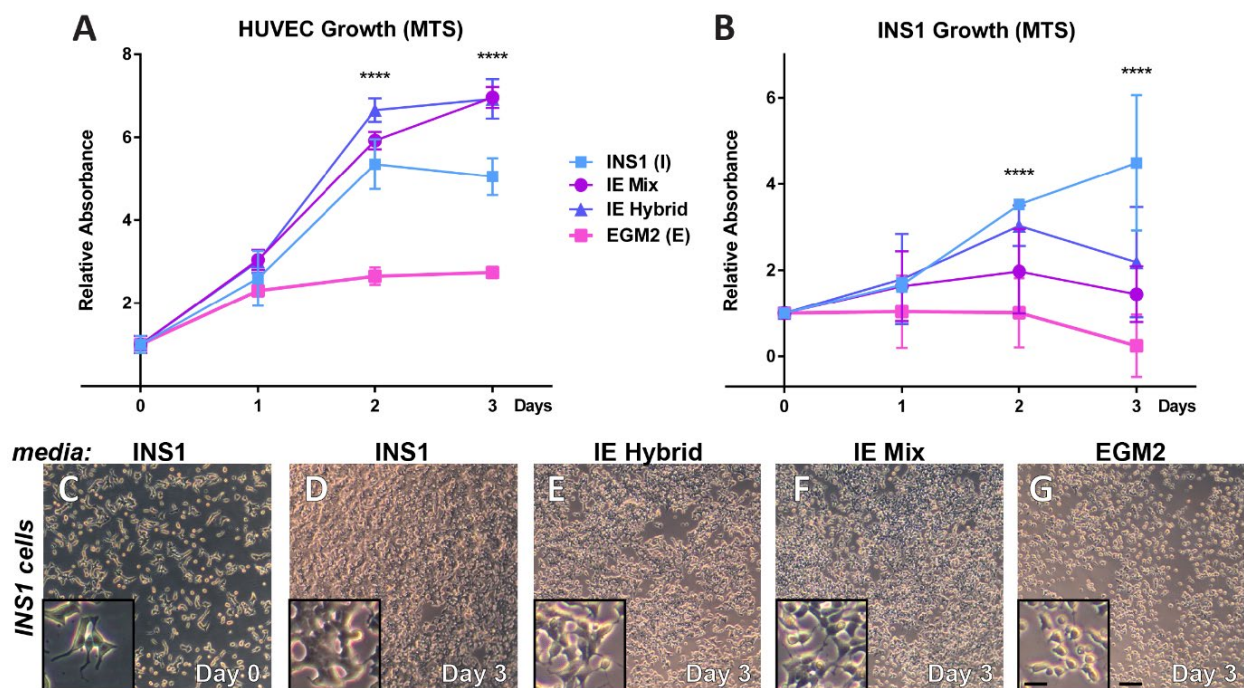 A
HUVEC Growth (MTS)
Relative Absorbance
8
6
4
2
0
1
2
3
Days
****
****
INS1 (I)
IE Mix
IE Hybrid
EGM2 (E)
B
INS1 Growth (MTS)
Relative Absorbance
6
4
2
0
0
1
2
3
Days
****
****
media:
INS1
INS1
IE Hybrid
IE Mix
EGM2
INS1 cells
C
Day 0
D
Day 3
E
Day 3
F
Day 3
G
Day 3